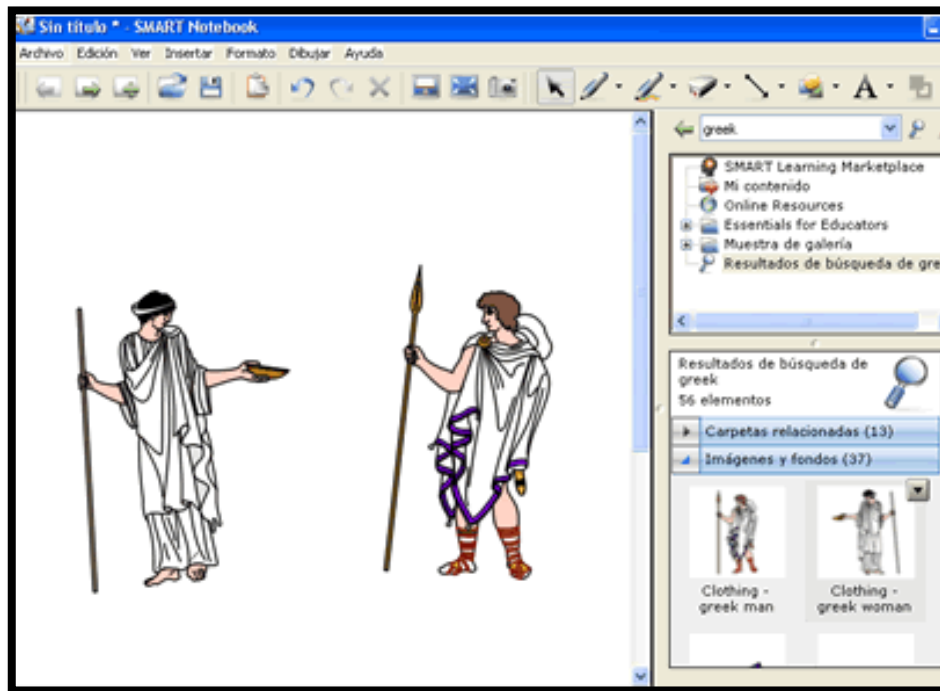 Sin título * - SMART Notebook
Archivo Edición Ver Insertar Formato Dibujar Ayuda
A
greek
SMART Learning Marketplace
Mi contenido
Online Resources
Essentials for Educators
Muestra de galería
Resultados de búsqueda de gre
Resultados de búsqueda de
greek
56 elementos
Carpetas relacionadas (13)
Imágenes y fondos (37)
Clothing -
greek man
Clothing -
greek woman